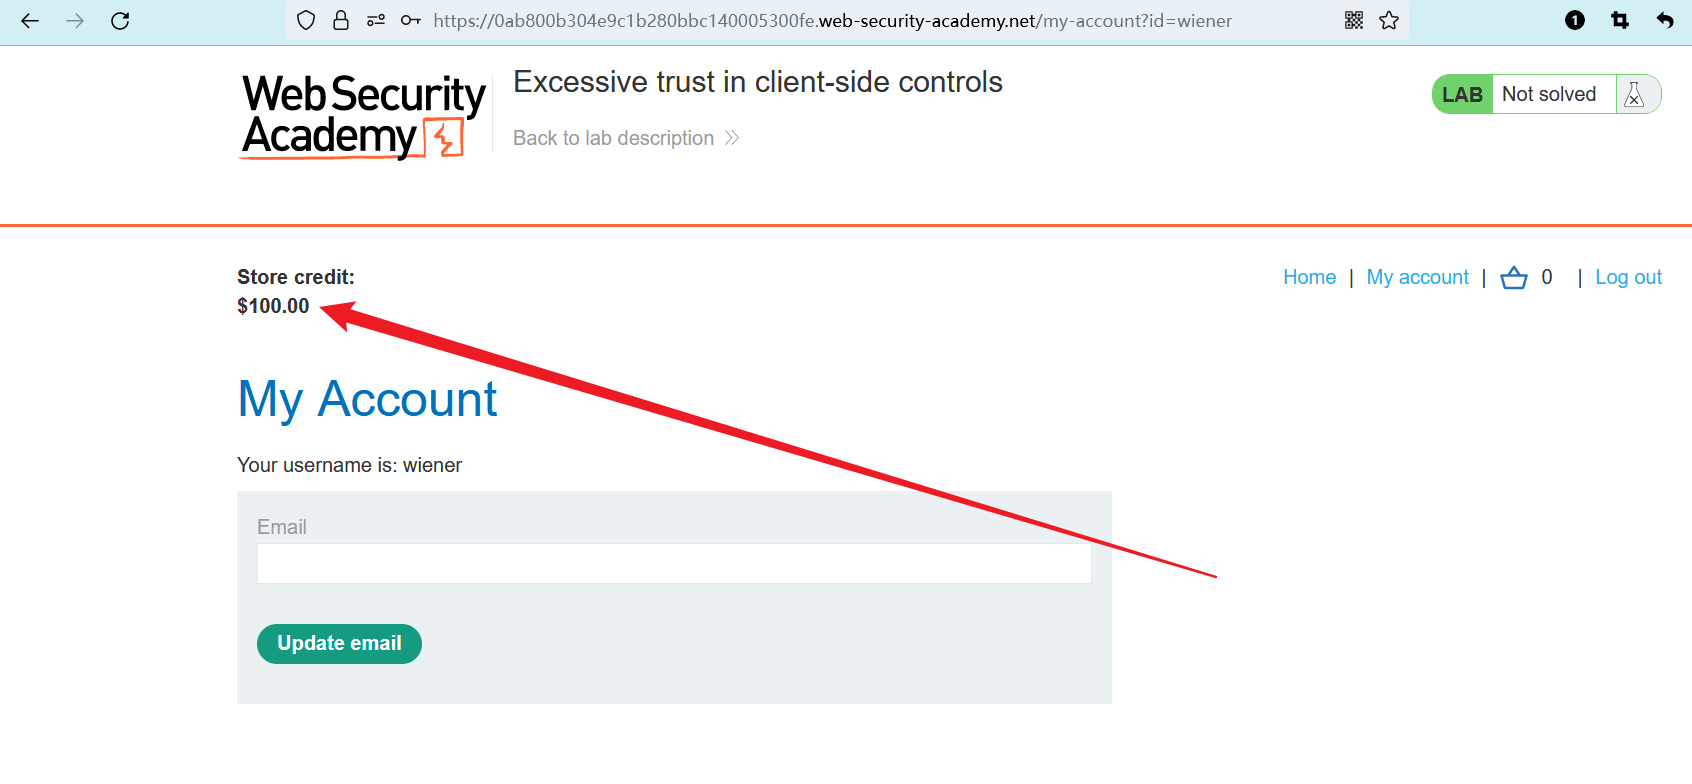 https://0ab800b304e9c1b280bbc140005300fe.web-security-academy.net/my-account?id=wiener
1
Web Security
Academy
Excessive trust in client-side controls
Back to lab description
LAB Not solved
Store credit:
$100.00
Home | My account | 0 | Log out
My Account
Your username is: wiener
Email
Update email